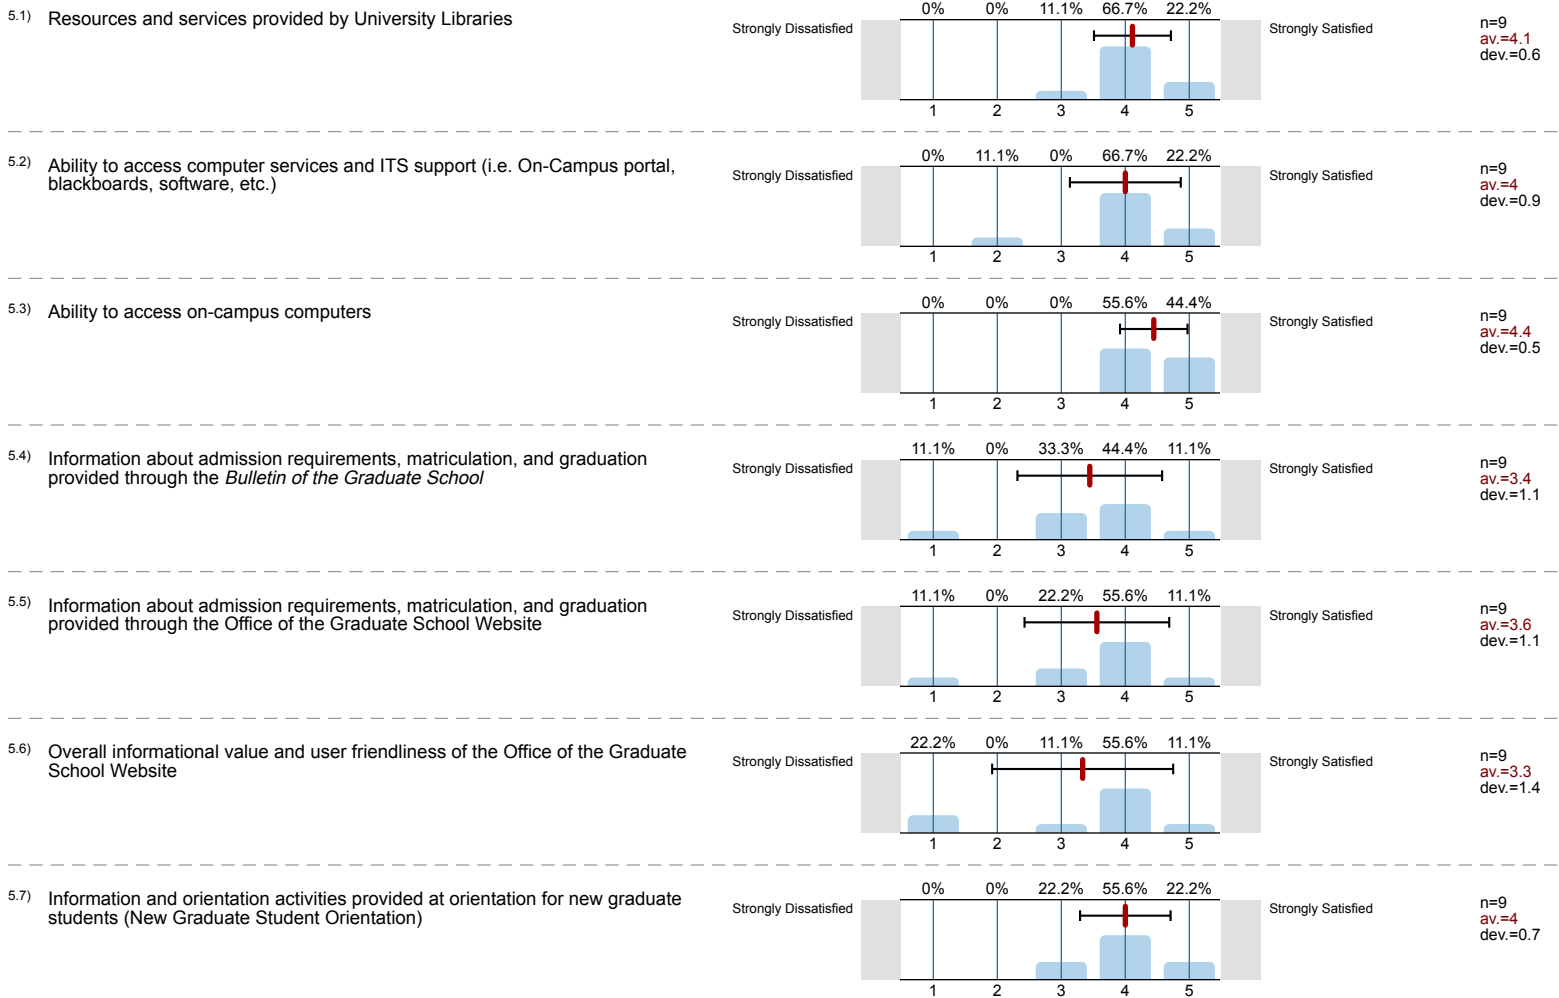 5.1) Resources and services provided by University Libraries
0% 0% 11.1% 66.7% 22.2%
Strongly Dissatisfied Strongly Satisfied
n=9
av.=4.1
dev.=0.6
1 2 3 4 5
5.2) Ability to access computer services and ITS support (i.e. On-Campus portal,
blackboards, software, etc.)
0% 11.1% 0% 66.7% 22.2%
Strongly Dissatisfied Strongly Satisfied
n=9
av.=4
dev.=0.9
1 2 3 4 5
5.3) Ability to access on-campus computers
0% 0% 0% 55.6% 44.4%
Strongly Dissatisfied Strongly Satisfied
n=9
av.=4.4
dev.=0.5
1 2 3 4 5
5.4) Information about admission requirements, matriculation, and graduation
provided through the Bulletin of the Graduate School
11.1% 0% 33.3% 44.4% 11.1%
Strongly Dissatisfied Strongly Satisfied
n=9
av.=3.4
dev.=1.1
1 2 3 4 5
5.5) Information about admission requirements, matriculation, and graduation
provided through the Office of the Graduate School Website
11.1% 0% 22.2% 55.6% 11.1%
Strongly Dissatisfied Strongly Satisfied
n=9
av.=3.6
dev.=1.1
1 2 3 4 5
5.6) Overall informational value and user friendliness of the Office of the Graduate
School Website
22.2% 0% 11.1% 55.6% 11.1%
Strongly Dissatisfied Strongly Satisfied
n=9
av.=3.3
dev.=1.4
1 2 3 4 5
5.7) Information and orientation activities provided at orientation for new graduate
students (New Graduate Student Orientation)
0% 0% 22.2% 55.6% 22.2%
Strongly Dissatisfied Strongly Satisfied
n=9
av.=4
dev.=0.7
1 2 3 4 5